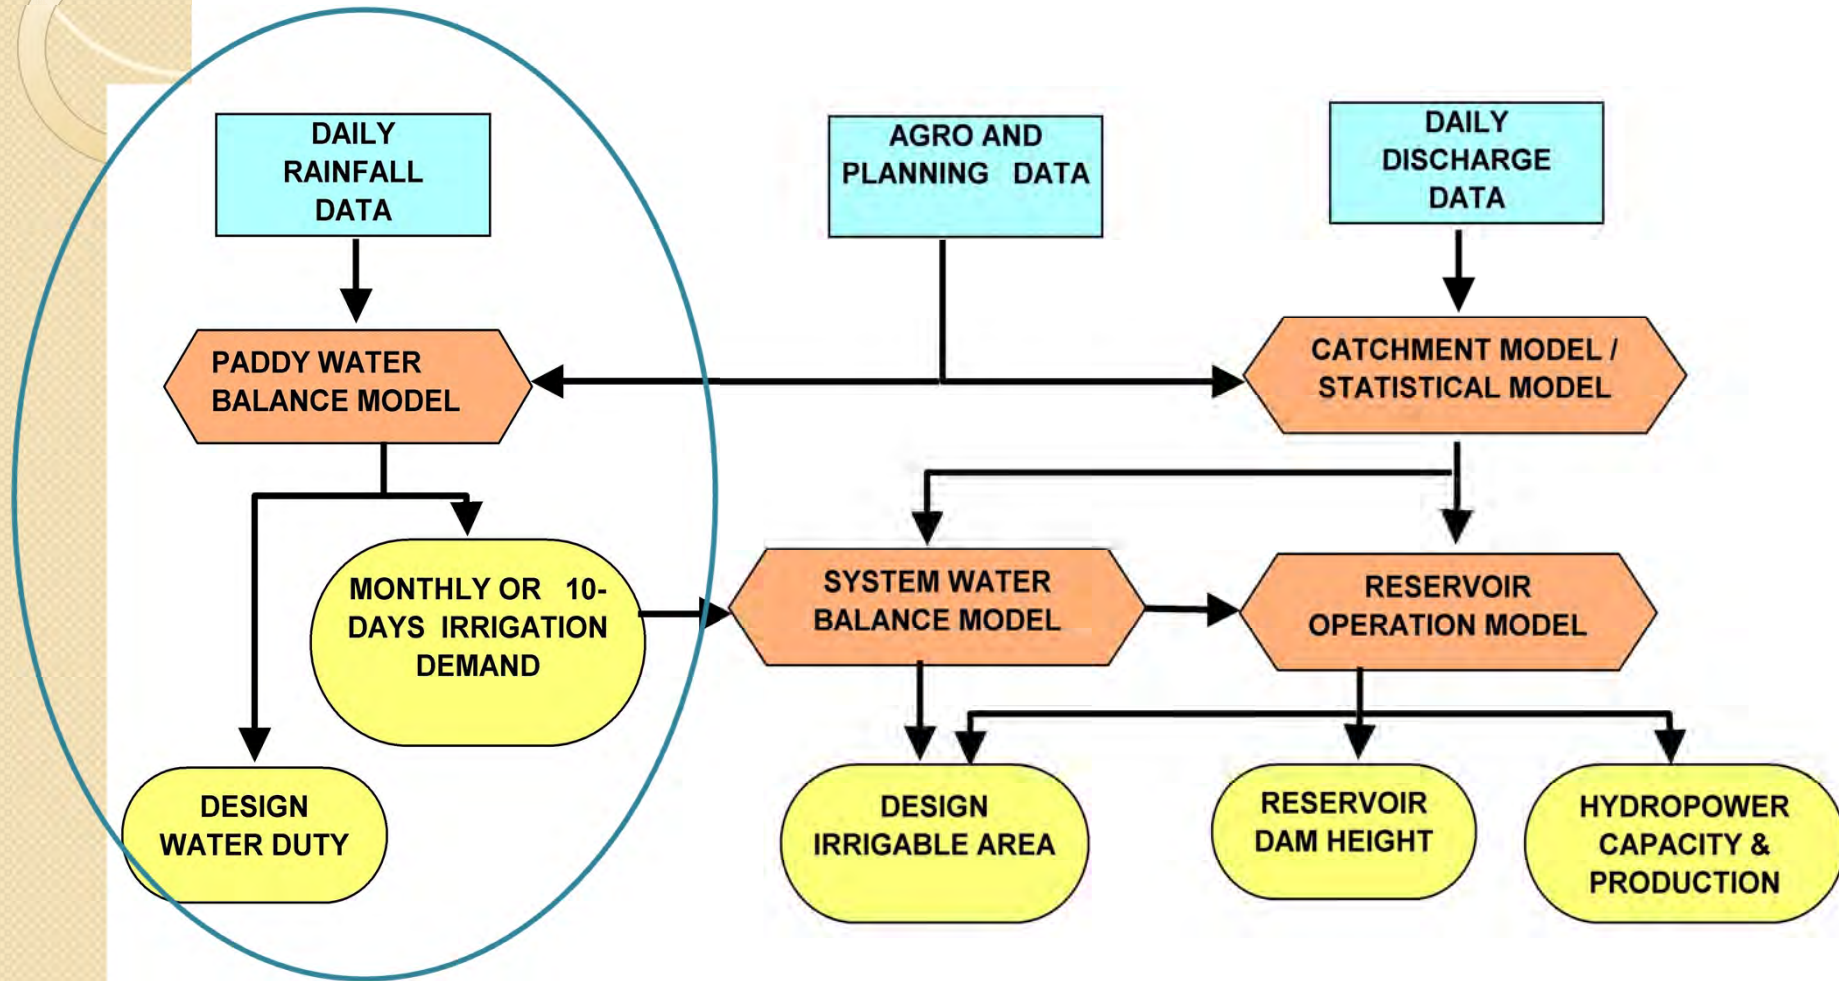 DAILY
RAINFALL
DATA
AGRO AND
PLANNING DATA
DAILY
DISCHARGE
DATA
PADDY WATER
BALANCE MODEL
CATCHMENT MODEL /
STATISTICAL MODEL
MONTHLY OR 10-
DAYS IRRIGATION
DEMAND
SYSTEM WATER
BALANCE MODEL
RESERVOIR
OPERATION MODEL
DESIGN
WATER DUTY
DESIGN
IRRIGABLE AREA
RESERVOIR
DAM HEIGHT
HYDROPOWER
CAPACITY &
PRODUCTION